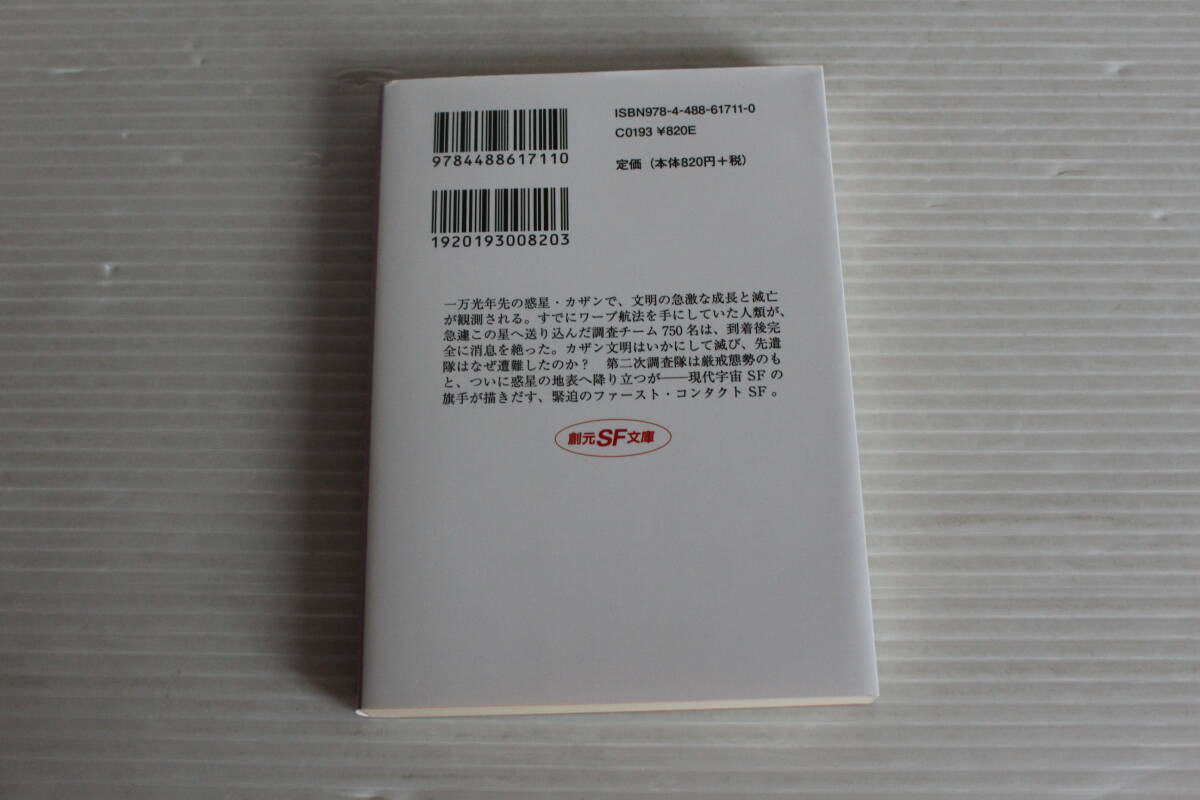 ISBN978-4-488-61711-0
C0193 ¥820E
定価（本体820円＋税）
9784488617110
1920193008203
一万光年先の惑星・カザンで、文明の急激な成長と滅亡
が観測される。すでにワープ航法を手にしていた人類が、
急遽この星へ送り込んだ調査チーム750名は、到着後完
全に消息を絶った。カザン文明はいかにして滅び、先遣
隊はなぜ遭難したのか？　第二次調査隊は厳戒態勢のも
と、ついに惑星の地表へ降り立つが――現代宇宙SFの
旗手が描きだす、緊迫のファースト・コンタクトSF。
創元SF文庫